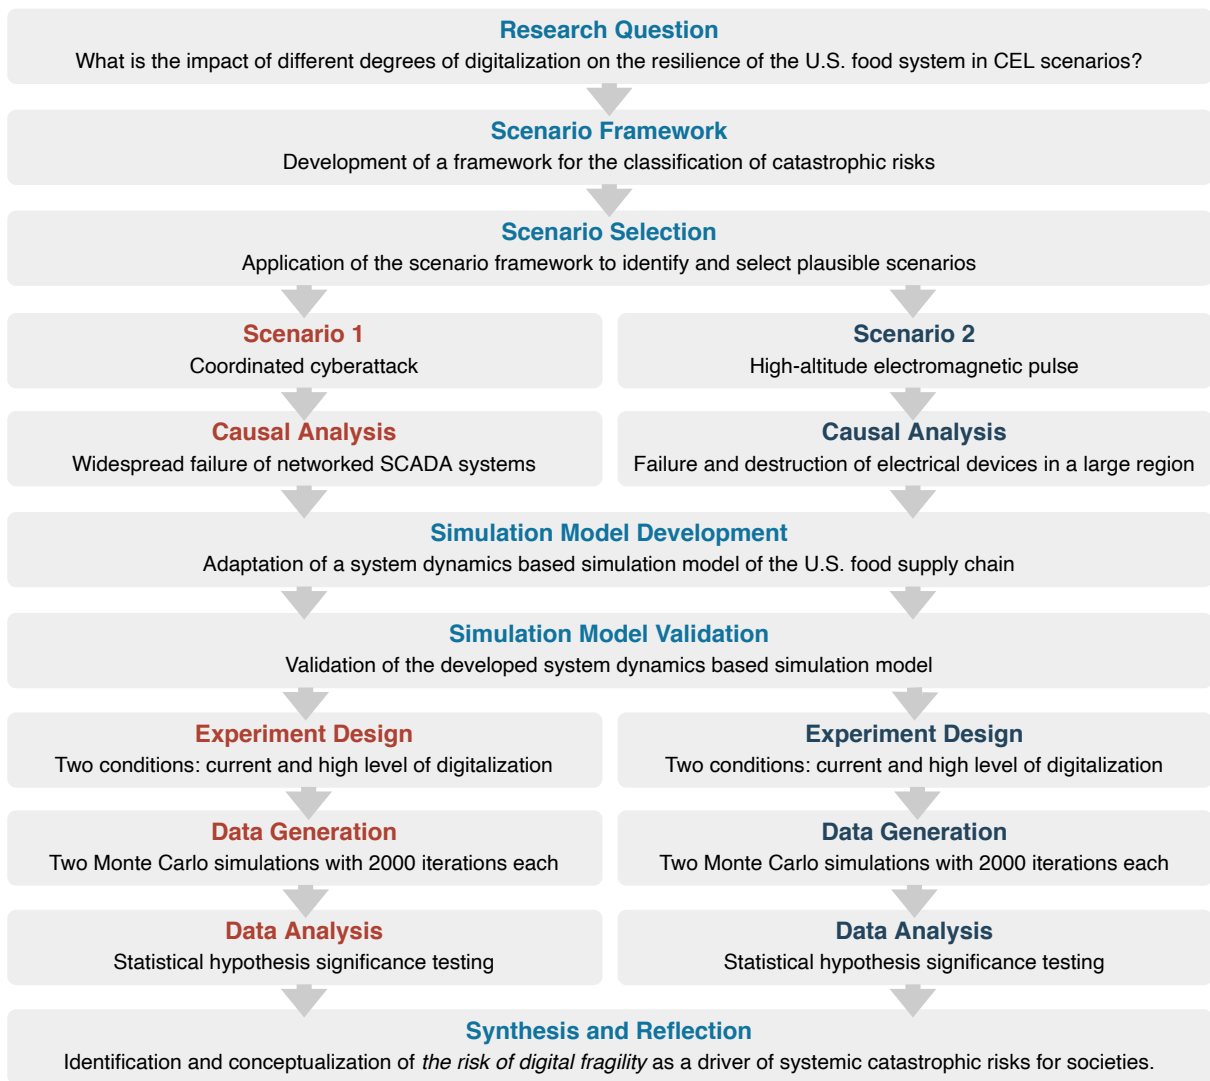 Research Question
What is the impact of different degrees of digitalization on the resilience of the U.S. food system in CEL scenarios?
Scenario Framework
Development of a framework for the classification of catastrophic risks
Scenario Selection
Application of the scenario framework to identify and select plausible scenarios
Scenario 1
Coordinated cyberattack
Scenario 2
High-altitude electromagnetic pulse
Causal Analysis
Widespread failure of networked SCADA systems
Causal Analysis
Failure and destruction of electrical devices in a large region
Simulation Model Development
Adaptation of a system dynamics based simulation model of the U.S. food supply chain
Simulation Model Validation
Validation of the developed system dynamics based simulation model
Experiment Design
Two conditions: current and high level of digitalization
Experiment Design
Two conditions: current and high level of digitalization
Data Generation
Two Monte Carlo simulations with 2000 iterations each
Data Generation
Two Monte Carlo simulations with 2000 iterations each
Data Analysis
Statistical hypothesis significance testing
Data Analysis
Statistical hypothesis significance testing
Synthesis and Reflection
Identification and conceptualization of the risk of digital fragility as a driver of systemic catastrophic risks for societies.